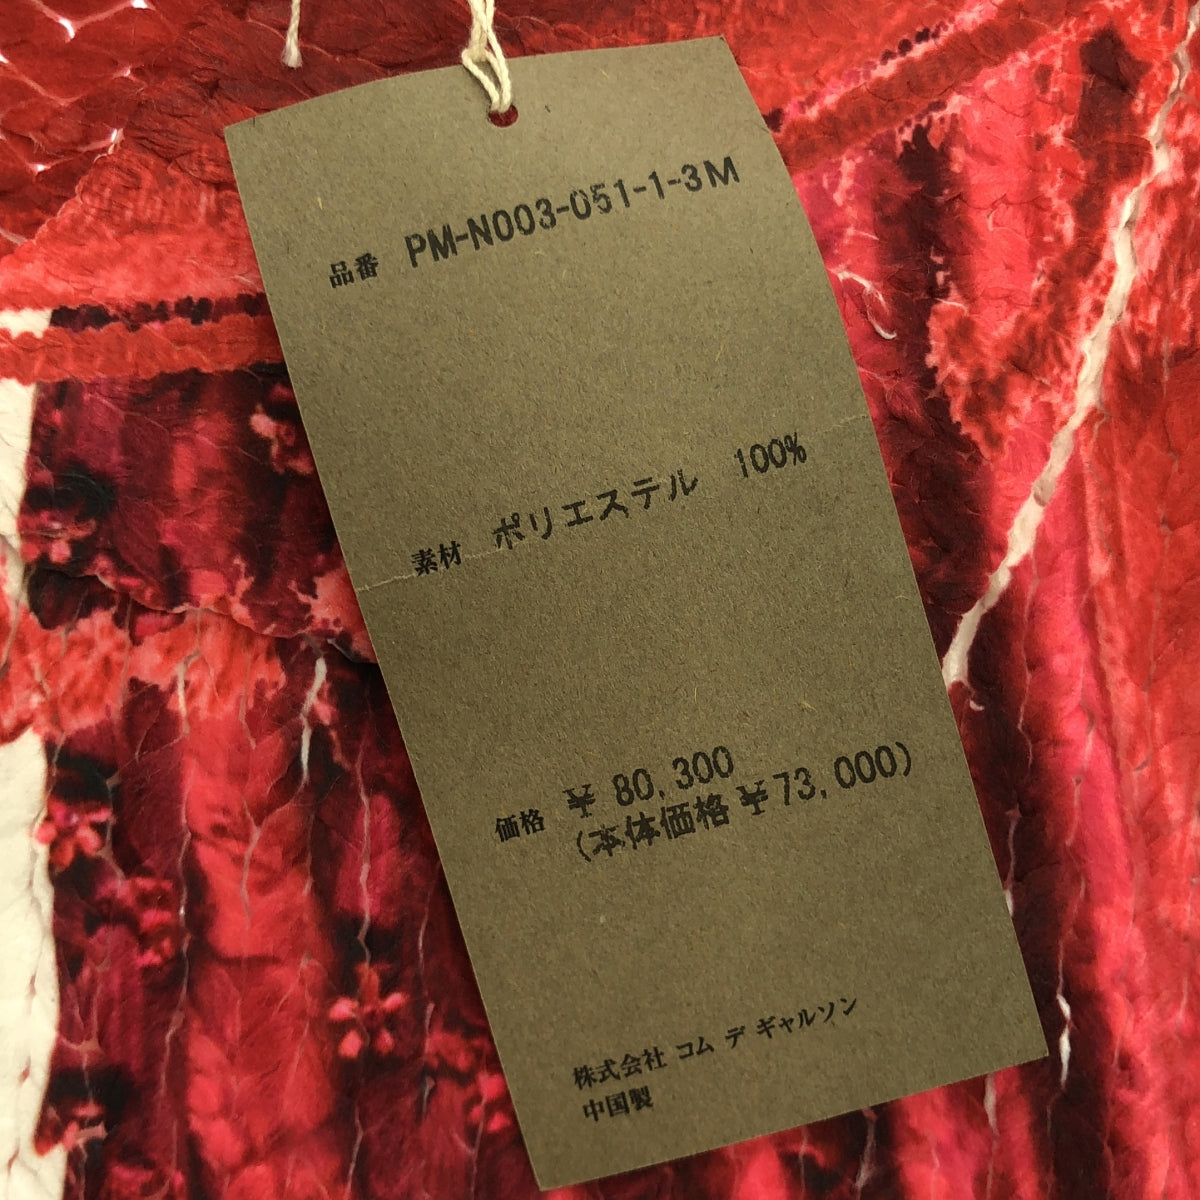 品番 PM-N003-051-1-3M
素材 ポリエステル 100%
価格 ¥ 80,300
(本体価格 ¥73,000)
株式会社 コム デ ギャルソン
中国製